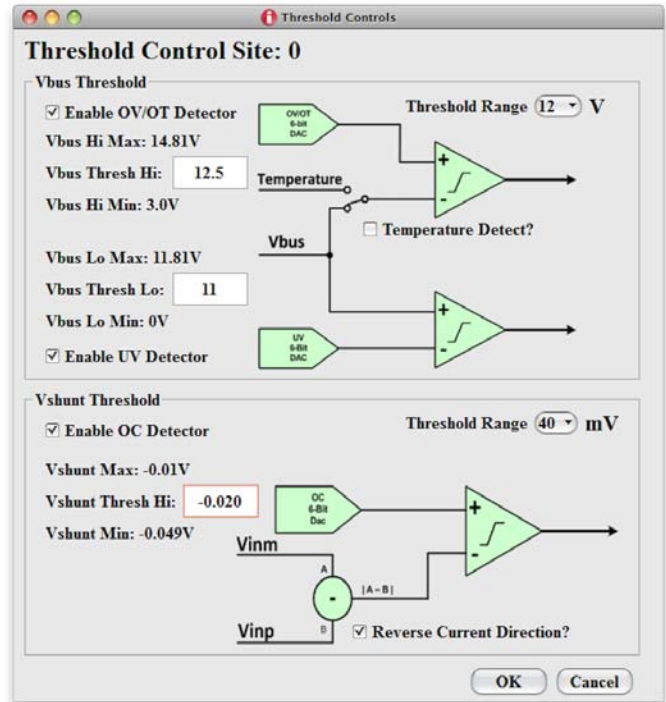 Threshold Controls
Threshold Control Site: 0
Vbus Threshold
Enable OV/OT Detector
OV/OT
6-bit
DAC
Threshold Range 12 V
Vbus Hi Max: 14.81V
Vbus Thresh Hi: 12.5
Temperature
+
-
Vbus Hi Min: 3.0V
Temperature Detect?
Vbus
Vbus Lo Max: 11.81V
Vbus Thresh Lo: 11
Vbus Lo Min: 0V
+
-
UV
6-Bit
DAC
Enable UV Detector
Vshunt Threshold
Enable OC Detector
Threshold Range 40 mV
Vshunt Max: -0.01V
Vshunt Thresh Hi: -0.020
OC
6-Bit
Dac
+
-
Vshunt Min: -0.049V
Vinm
A
-
|A-B|
B
Vinp
Reverse Current Direction?
OK
Cancel